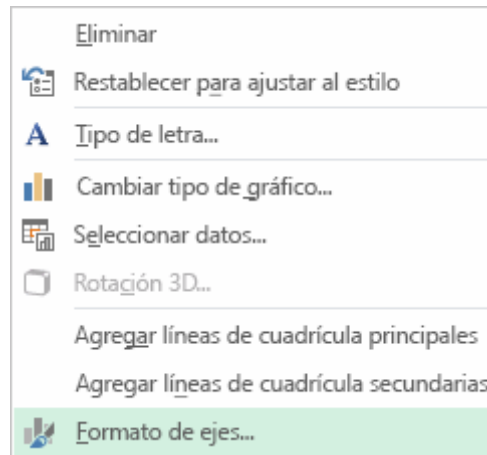 Eliminar
Restablecer para ajustar al estilo
Tipo de letra...
Cambiar tipo de gráfico...
Seleccionar datos...
Rotación 3D...
Agregar líneas de cuadrícula principales
Agregar líneas de cuadrícula secundarias
Formato de ejes...